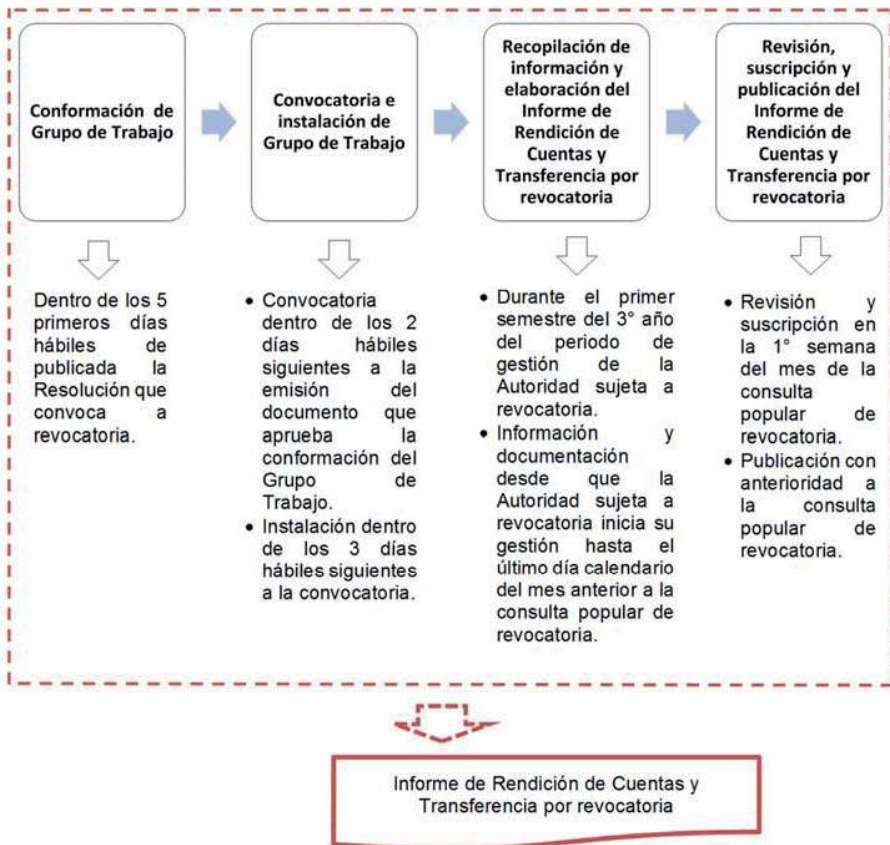 Conformación de
Grupo de Trabajo
Convocatoria e
instalación de
Grupo de Trabajo
Recopilación de
información y
elaboración del
Informe de
Rendición de
Cuentas y
Transferencia por
revocatoria
Revisión,
suscripción y
publicación del
Informe de
Rendición de
Cuentas y
Transferencia por
revocatoria
Dentro de los 5
primeros días
hábiles de
publicada la
Resolución que
convoca a
revocatoria.
• Convocatoria
dentro de los 2
días hábiles
siguientes a la
emisión del
documento que
aprueba la
conformación del
Grupo de
Trabajo.
• Instalación dentro
de los 3 días
hábiles siguientes
a la convocatoria.
• Durante el primer
semestre del 3° año
del periodo de
gestión de la
Autoridad sujeta a
revocatoria.
• Información y
documentación
desde que la
Autoridad sujeta a
revocatoria inicia su
gestión hasta el
último día calendario
del mes anterior a la
consulta popular de
revocatoria.
• Revisión y
suscripción en
la 1° semana
del mes de la
consulta
popular de
revocatoria.
• Publicación con
anterioridad a
la consulta
popular de
revocatoria.
Informe de Rendición de Cuentas y
Transferencia por revocatoria